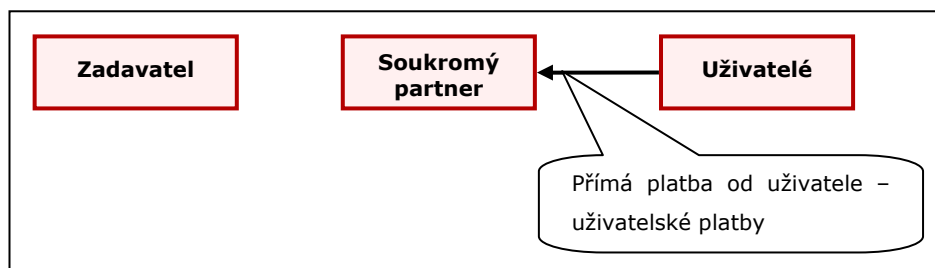 Zadavatel
Soukromý
partner
Uživatelé
Přímá platba od uživatele –
uživatelské platby